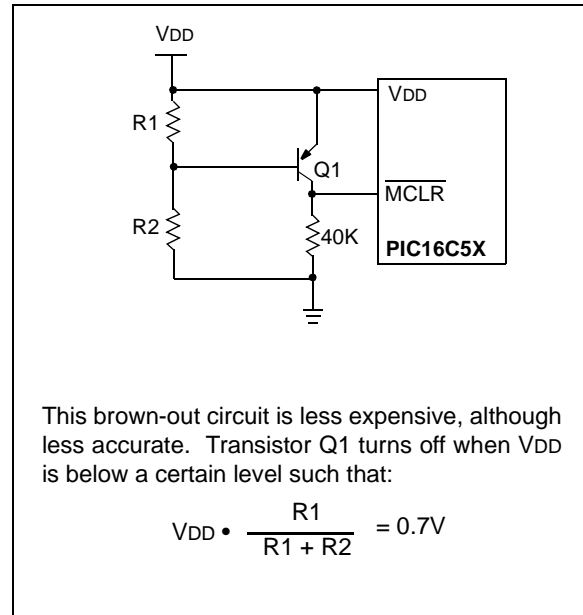 VDD
VDD
R1
Q1
MCLR
R2
40K
PIC16C5X
This brown-out circuit is less expensive, although
less accurate. Transistor Q1 turns off when VDD
is below a certain level such that:
VDD • R1 / R1 + R2 = 0.7V